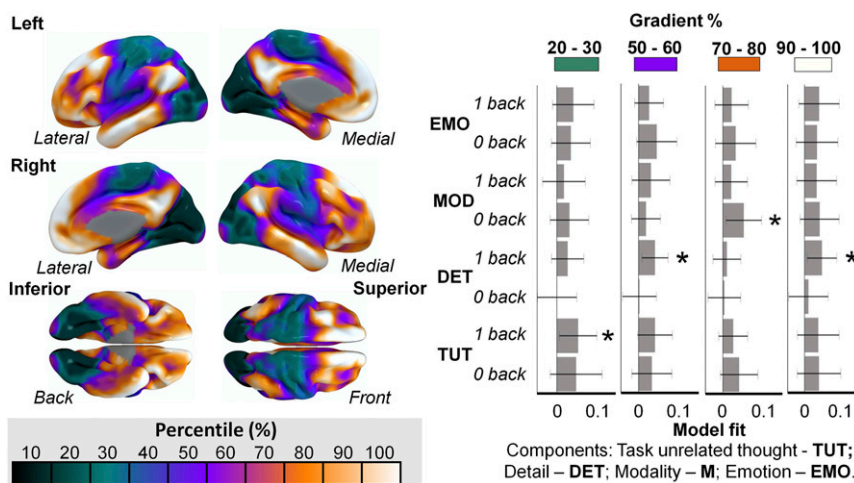 Left
Lateral
Medial
Right
Lateral
Medial
Inferior
Superior
Back
Front
Percentile (%)
10 20 30 40 50 60 70 80 90 100
Gradient %
20 - 30 50 - 60 70 - 80 90 - 100
EMO
1 back
0 back
MOD
1 back
0 back
*
DET
1 back
* *
0 back
TUT
1 back
*
0 back
0 0.1 0 0.1 0 0.1 0 0.1
Model fit
Components: Task unrelated thought - TUT;
Detail – DET; Modality – M; Emotion – EMO.